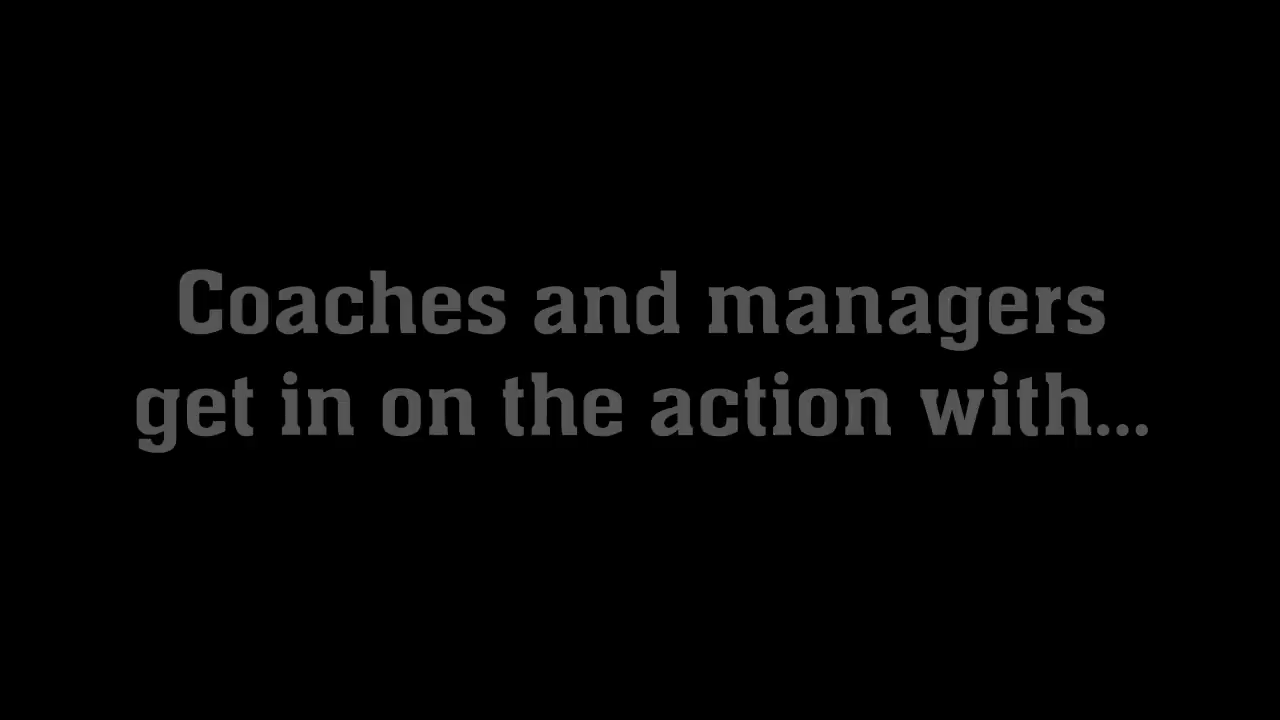 Coaches and managers
get in on the action with...